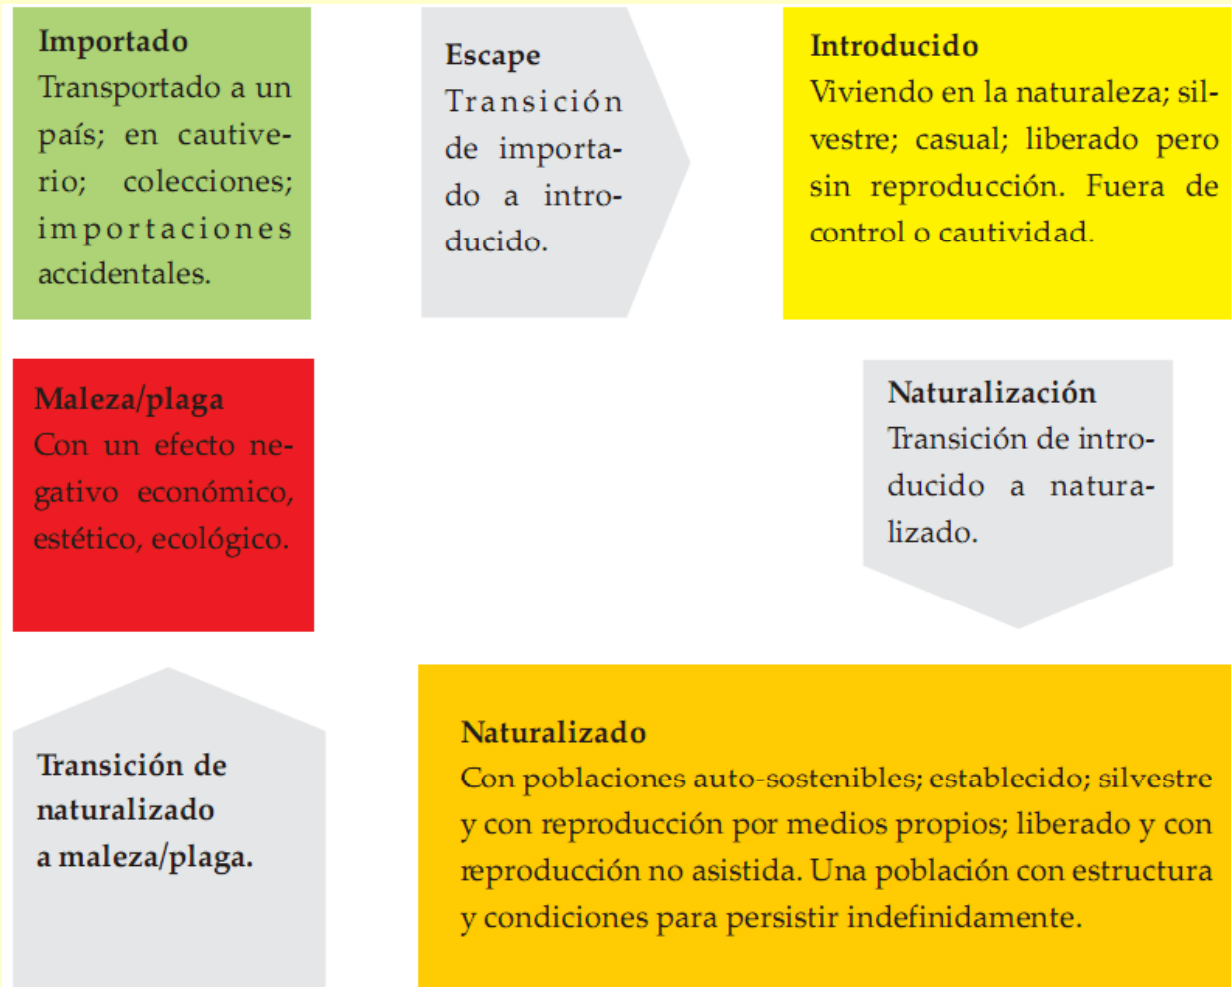 Importado
Transportado a un
país; en cautive-
rio; colecciones;
importaciones
accidentales.
Escape
Transición
de importa-
do a intro-
ducido.
Introducido
Viviendo en la naturaleza; sil-
vestre; casual; liberado pero
sin reproducción. Fuera de
control o cautividad.
Naturalización
Transición de intro-
ducido a natura-
lizado.
Naturalizado
Con poblaciones auto-sostenibles; establecido; silvestre
y con reproducción por medios propios; liberado y con
reproducción no asistida. Una población con estructura
y condiciones para persistir indefinidamente.
Transición de
naturalizado
a maleza/plaga.
Maleza/plaga
Con un efecto ne-
gativo económico,
estético, ecológico.